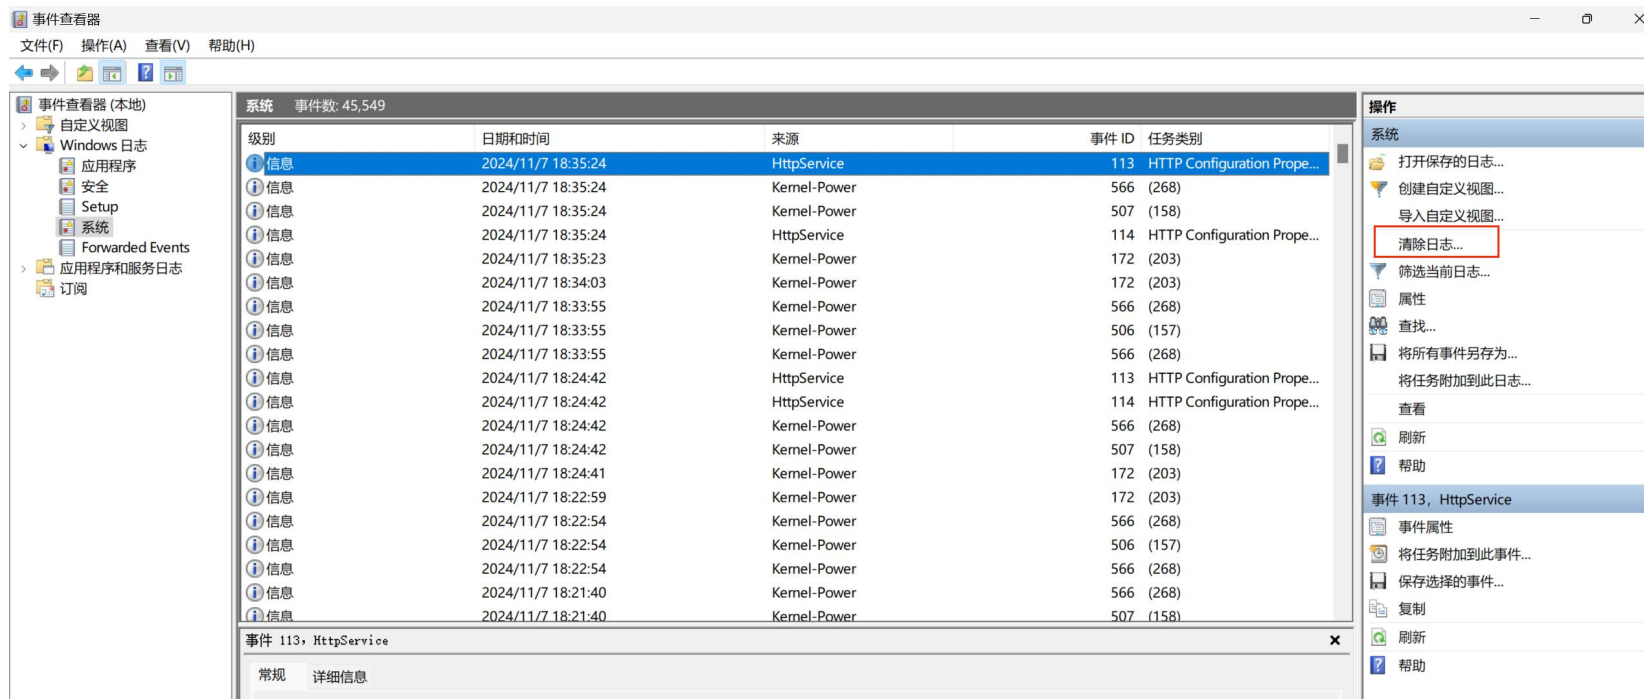 事件查看器
文件(F) 操作(A) 查看(V) 帮助(H)
事件查看器 (本地)
自定义视图
Windows 日志
应用程序
安全
Setup
系统
Forwarded Events
应用程序和服务日志
订阅
系统 事件数: 45,549
级别 日期和时间 来源 事件 ID 任务类别
信息 2024/11/7 18:35:24 HttpService 113 HTTP Configuration Prope...
信息 2024/11/7 18:35:24 Kernel-Power 566 (268)
信息 2024/11/7 18:35:24 Kernel-Power 507 (158)
信息 2024/11/7 18:35:24 HttpService 114 HTTP Configuration Prope...
信息 2024/11/7 18:35:23 Kernel-Power 172 (203)
信息 2024/11/7 18:34:03 Kernel-Power 172 (203)
信息 2024/11/7 18:33:55 Kernel-Power 566 (268)
信息 2024/11/7 18:33:55 Kernel-Power 506 (157)
信息 2024/11/7 18:33:55 Kernel-Power 566 (268)
信息 2024/11/7 18:24:42 HttpService 113 HTTP Configuration Prope...
信息 2024/11/7 18:24:42 HttpService 114 HTTP Configuration Prope...
信息 2024/11/7 18:24:42 Kernel-Power 566 (268)
信息 2024/11/7 18:24:42 Kernel-Power 507 (158)
信息 2024/11/7 18:24:41 Kernel-Power 172 (203)
信息 2024/11/7 18:22:59 Kernel-Power 172 (203)
信息 2024/11/7 18:22:54 Kernel-Power 566 (268)
信息 2024/11/7 18:22:54 Kernel-Power 506 (157)
信息 2024/11/7 18:22:54 Kernel-Power 566 (268)
信息 2024/11/7 18:21:40 Kernel-Power 566 (268)
信息 2024/11/7 18:21:40 Kernel-Power 507 (158)
事件 113，HttpService
常规 详细信息
操作
系统
打开保存的日志...
创建自定义视图...
导入自定义视图...
清除日志...
筛选当前日志...
属性
查找...
将所有事件另存为...
将任务附加到此日志...
查看
刷新
帮助
事件 113，HttpService
事件属性
将任务附加到此事件...
保存选择的事件...
复制
刷新
帮助